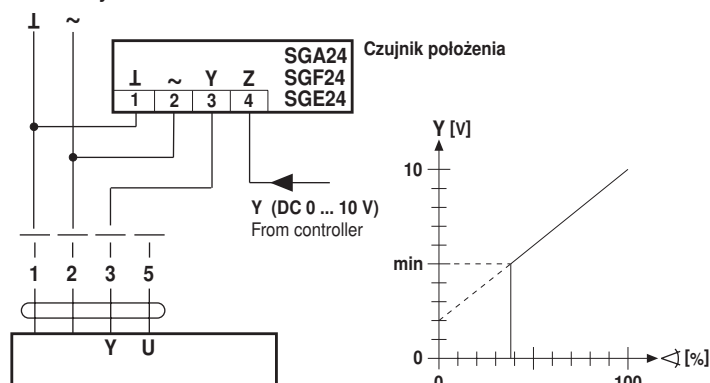 ⊥ ~
SGA24 Czujnik położenia
SGF24
SGE24
⊥ ~ Y Z
1 2 3 4
Y (DC 0 ... 10 V)
From controller
1 2 3 5
Y U
Y [V]
10
min
0
0 100
[%]